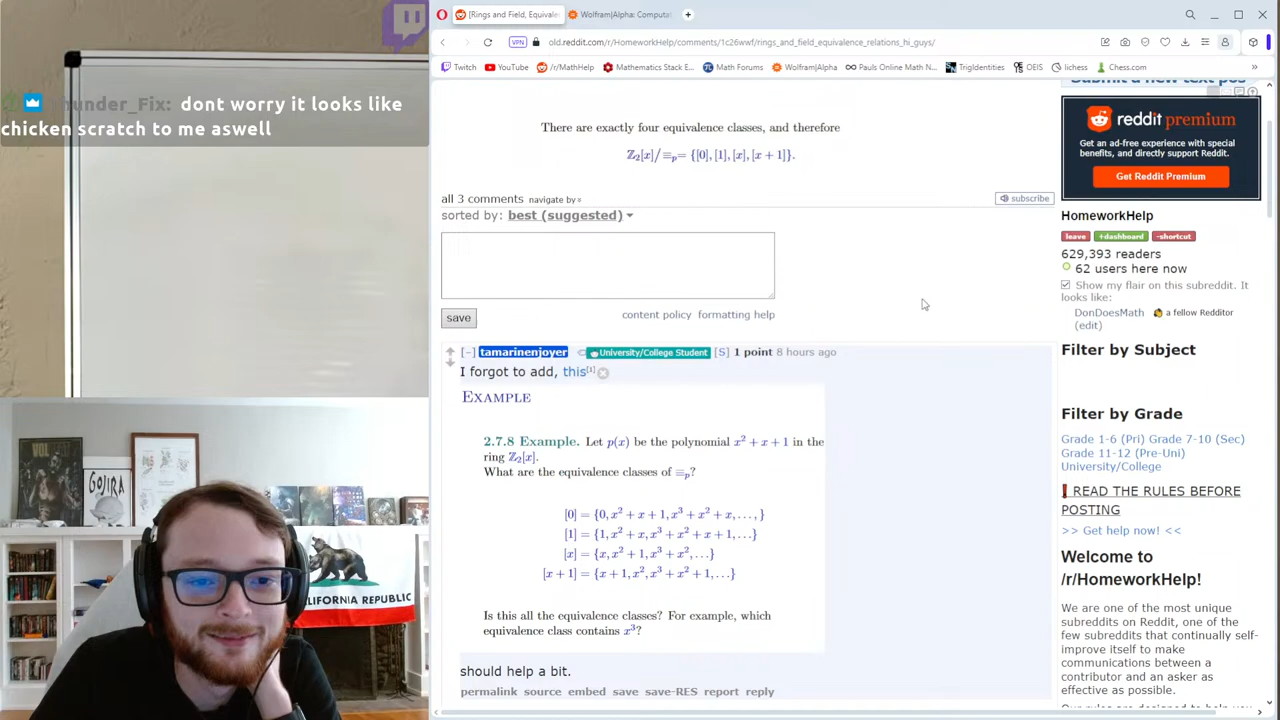 [Rings and Field, Equivale
Wolfram|Alpha: Computat
VPN
old.reddit.com/r/HomeworkHelp/comments/1c26wwf/rings_and_field_equivalence_relations_hi_guys/
Twitch
YouTube
/r/MathHelp
Mathematics Stack E...
Math Forums
Wolfram|Alpha
Pauls Online Math N...
TrigIdentities
OEIS
lichess
Chess.com
hunder_Fix: dont worry it looks like
chicken scratch to me aswell
There are exactly four equivalence classes, and therefore
ℤ₂[x]/≡ₚ= {[0], [1], [x], [x + 1]}.
all 3 comments navigate by
subscribe
sorted by: best (suggested)
save
content policy formatting help
[–] tamarinenjoyer University/College Student [S] 1 point 8 hours ago
I forgot to add, this[1]
EXAMPLE
2.7.8 Example. Let p(x) be the polynomial x² + x + 1 in the
ring ℤ₂[x].
What are the equivalence classes of ≡ₚ?
[0] = {0, x² + x + 1, x³ + x² + x, . . . , }
[1] = {1, x² + x, x³ + x² + x + 1, . . .}
[x] = {x, x² + 1, x³ + x², . . .}
[x + 1] = {x + 1, x², x³ + x² + 1, . . .}
Is this all the equivalence classes? For example, which
equivalence class contains x³?
should help a bit.
permalink source embed save save-RES report reply
Submit a new text pos
reddit premium
Get an ad-free experience with special
benefits, and directly support Reddit.
Get Reddit Premium
HomeworkHelp
leave +dashboard -shortcut
629,393 readers
62 users here now
Show my flair on this subreddit. It
looks like:
DonDoesMath a fellow Redditor
(edit)
Filter by Subject
Filter by Grade
Grade 1-6 (Pri) Grade 7-10 (Sec)
Grade 11-12 (Pre-Uni)
University/College
READ THE RULES BEFORE
POSTING
>> Get help now! <<
Welcome to
/r/HomeworkHelp!
We are one of the most unique
subreddits on Reddit, one of the
few subreddits that continually self-
improve itself to make
communications between a
contributor and an asker as
effective as possible.
GOJIRA
CALIFORNIA REPUBLIC